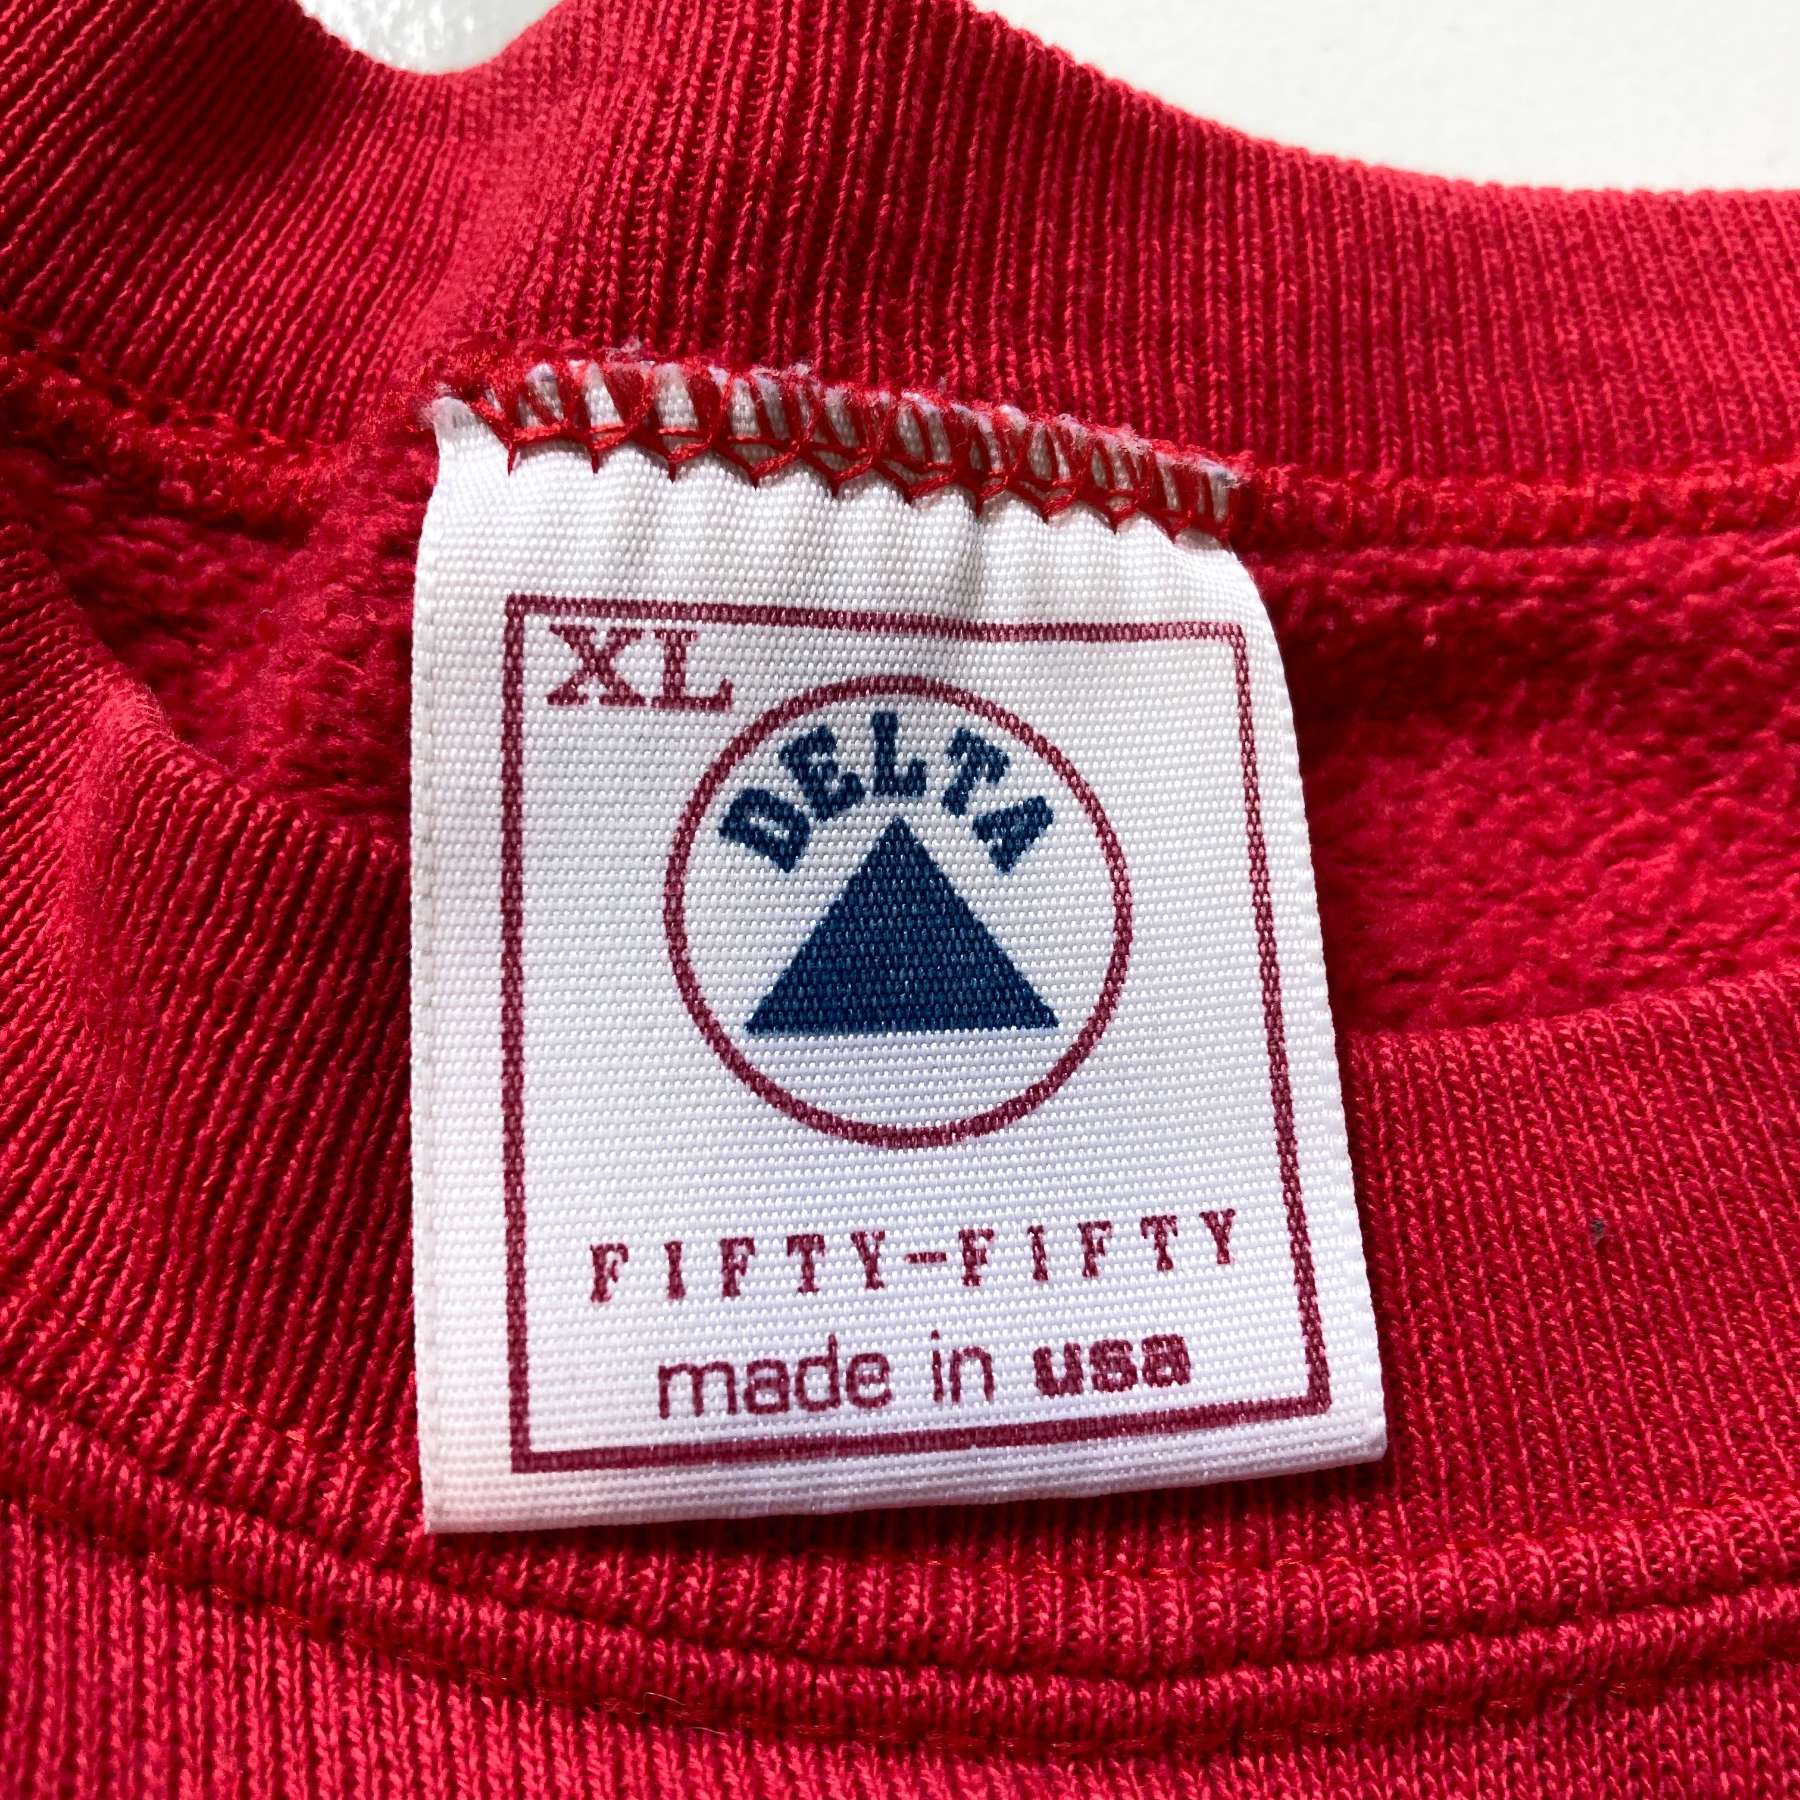 XL
DELTA
FIFTY-FIFTY
made in usa